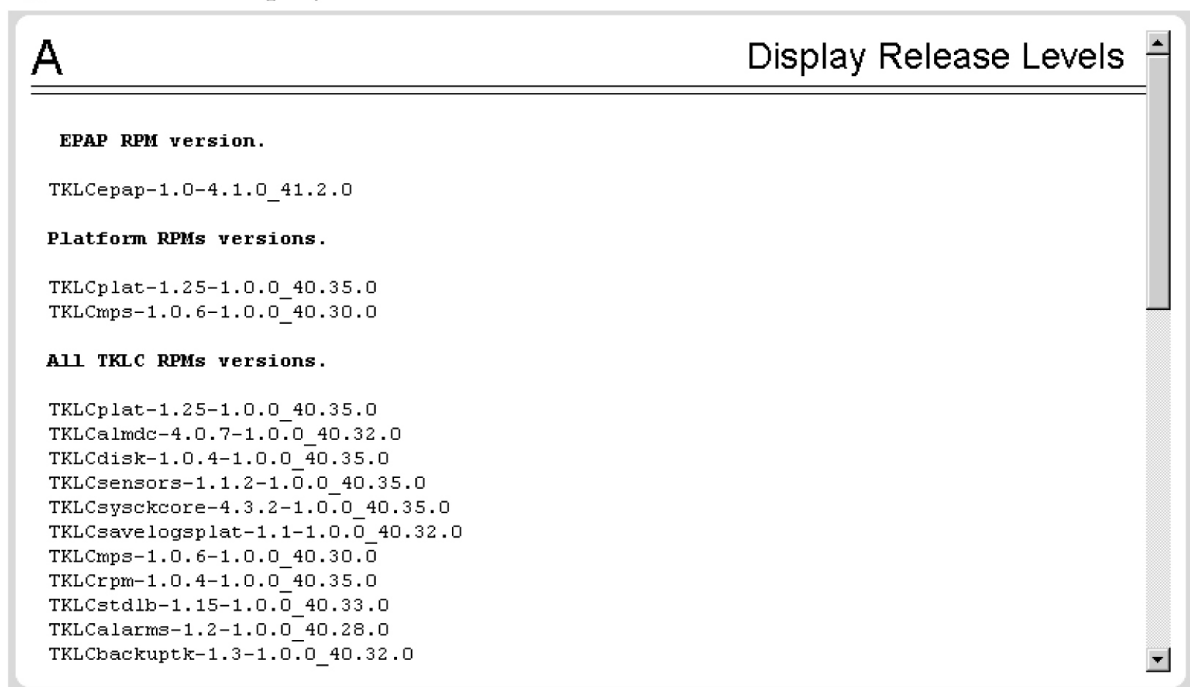 A
Display Release Levels
EPAP RPM version.
TKLCepap-1.0-4.1.0_41.2.0
Platform RPMs versions.
TKLCplat-1.25-1.0.0_40.35.0
TKLCmps-1.0.6-1.0.0_40.30.0
All TKLC RPMs versions.
TKLCplat-1.25-1.0.0_40.35.0
TKLCalmdc-4.0.7-1.0.0_40.32.0
TKLCdisk-1.0.4-1.0.0_40.35.0
TKLCsensors-1.1.2-1.0.0_40.35.0
TKLCsysckcore-4.3.2-1.0.0_40.35.0
TKLCsavelogsplat-1.1-1.0.0_40.32.0
TKLCmps-1.0.6-1.0.0_40.30.0
TKLCrpm-1.0.4-1.0.0_40.35.0
TKLCstdlb-1.15-1.0.0_40.33.0
TKLCalarms-1.2-1.0.0_40.28.0
TKLCbackuptk-1.3-1.0.0_40.32.0